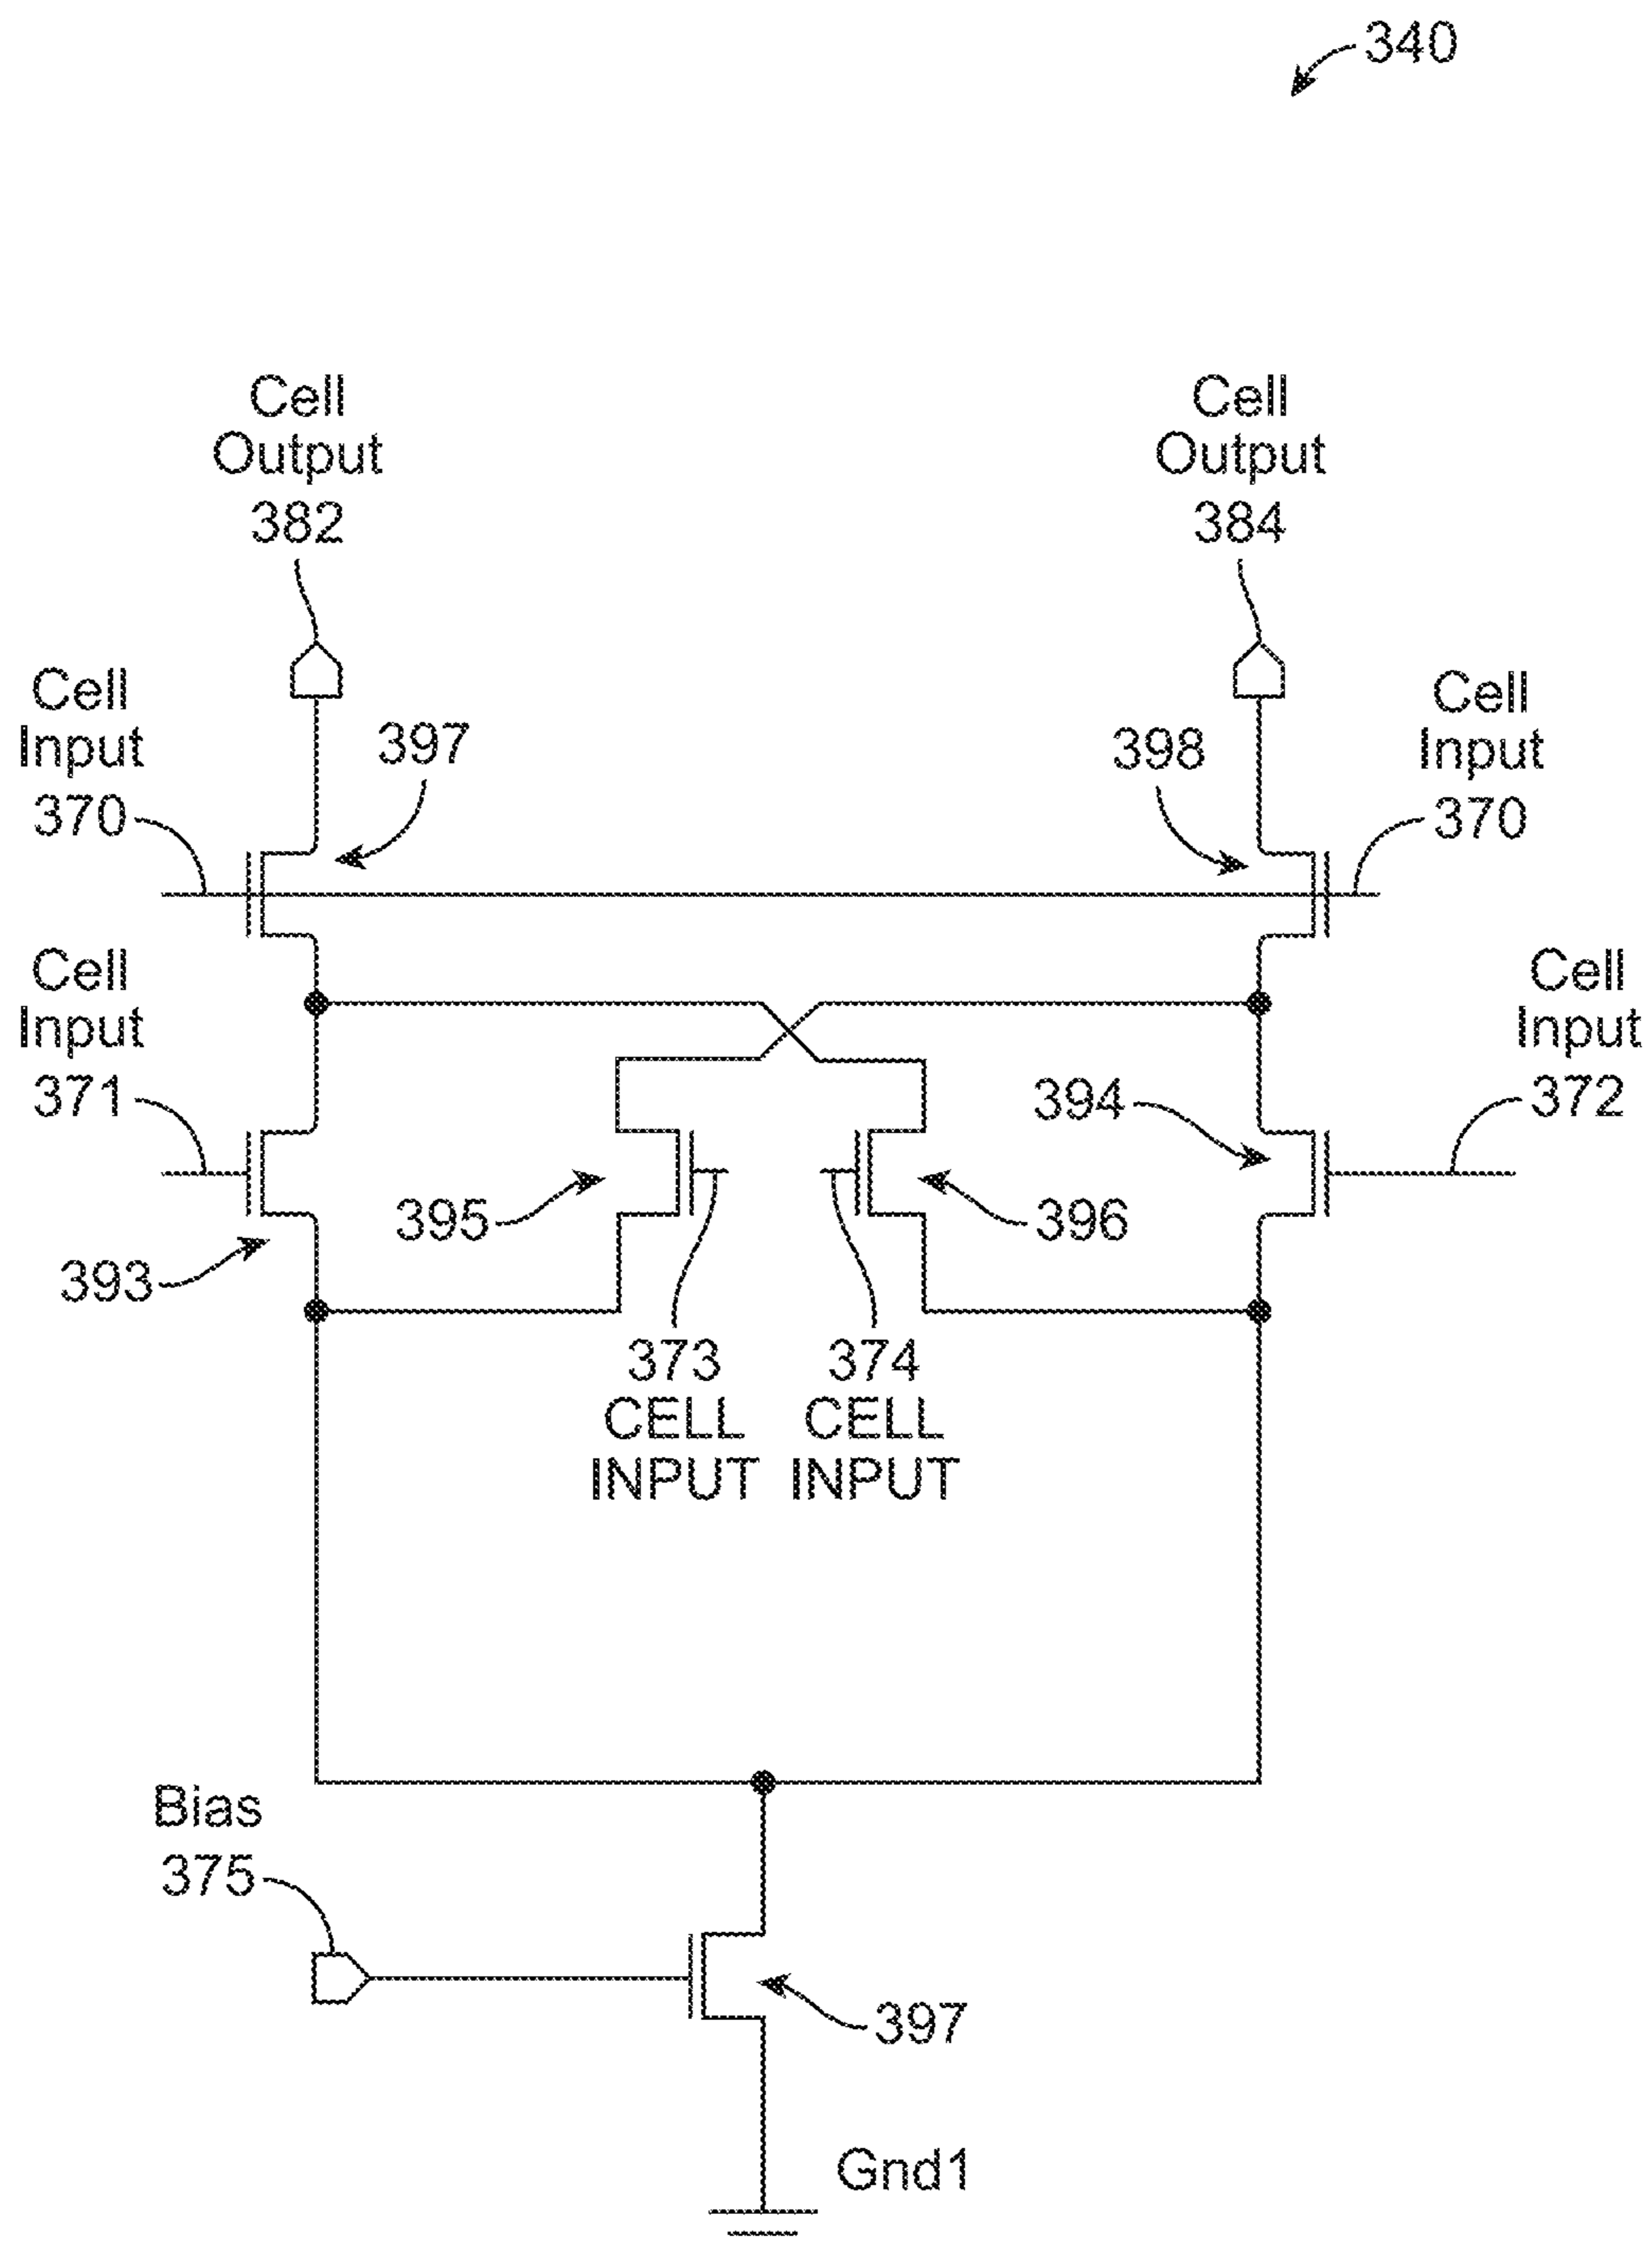 340
Cell
Output
382
Cell
Output
384
Cell
Input
370
397
398
Cell
Input
370
Cell
Input
371
Cell
Input
372
394
395
396
393
373
CELL
INPUT
374
CELL
INPUT
Bias
375
397
Gnd1